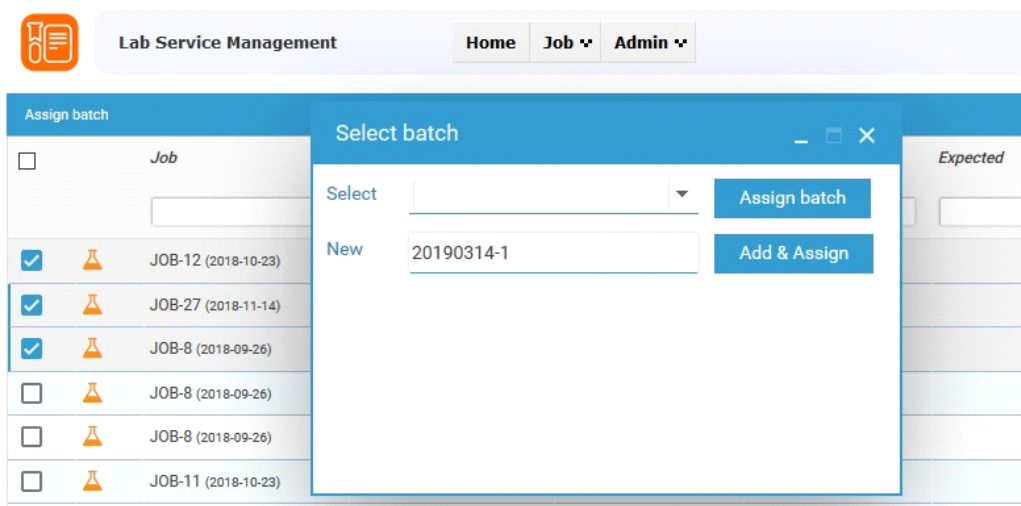 Lab Service Management Home Job Admin
Assign batch
Select batch
Job
Expected
Select Assign batch
New 20190314-1 Add & Assign
JOB-12 (2018-10-23)
JOB-27 (2018-11-14)
JOB-8 (2018-09-26)
JOB-8 (2018-09-26)
JOB-8 (2018-09-26)
JOB-11 (2018-10-23)